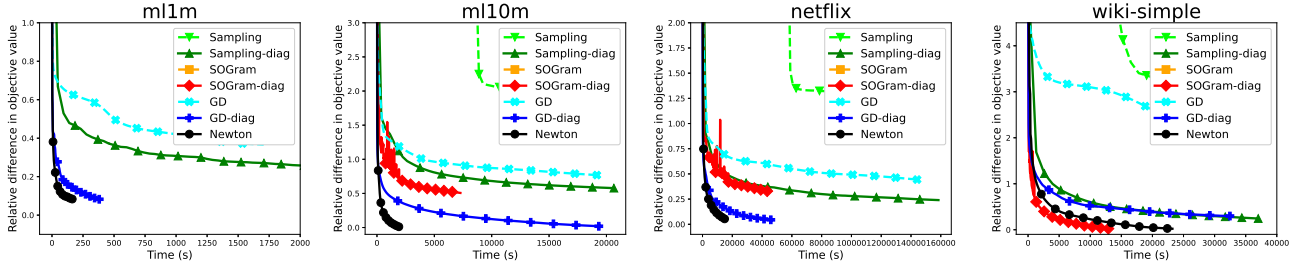 ml1m
Relative difference in objective value
1.0
0.8
0.6
0.4
0.2
0.0
0 250 500 750 1000 1250 1500 1750 2000
Time (s)
Sampling
Sampling-diag
SOGram
SOGram-diag
GD
GD-diag
Newton
ml10m
Relative difference in objective value
3.0
2.5
2.0
1.5
1.0
0.5
0.0
0 5000 10000 15000 20000
Time (s)
Sampling
Sampling-diag
SOGram
SOGram-diag
GD
GD-diag
Newton
netflix
Relative difference in objective value
2.00
1.75
1.50
1.25
1.00
0.75
0.50
0.25
0.00
0 20000 40000 60000 80000 100000 120000 140000 160000
Time (s)
Sampling
Sampling-diag
SOGram
SOGram-diag
GD
GD-diag
Newton
wiki-simple
Relative difference in objective value
4
3
2
1
0
0 5000 10000 15000 20000 25000 30000 35000 40000
Time (s)
Sampling
Sampling-diag
SOGram
SOGram-diag
GD
GD-diag
Newton